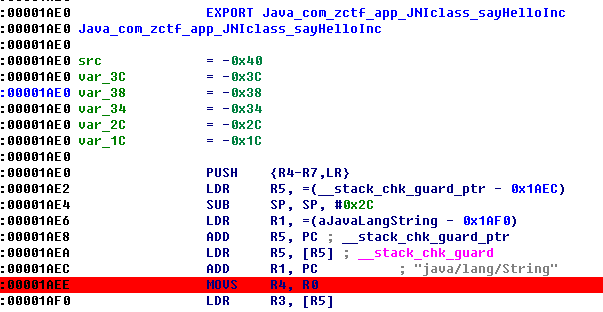 :00001AE0 EXPORT Java_com_zctf_app_JNIclass_sayHelloInc
:00001AE0 Java_com_zctf_app_JNIclass_sayHelloInc
:00001AE0
:00001AE0 src = -0x40
:00001AE0 var_3C = -0x3C
:00001AE0 var_38 = -0x38
:00001AE0 var_34 = -0x34
:00001AE0 var_2C = -0x2C
:00001AE0 var_1C = -0x1C
:00001AE0
:00001AE0 PUSH {R4-R7,LR}
:00001AE2 LDR R5, =(__stack_chk_guard_ptr - 0x1AEC)
:00001AE4 SUB SP, SP, #0x2C
:00001AE6 LDR R1, =(aJavaLangString - 0x1AF0)
:00001AE8 ADD R5, PC ; __stack_chk_guard_ptr
:00001AEA LDR R5, [R5] ; __stack_chk_guard
:00001AEC ADD R1, PC ; "java/lang/String"
:00001AEE MOVS R4, R0
:00001AF0 LDR R3, [R5]